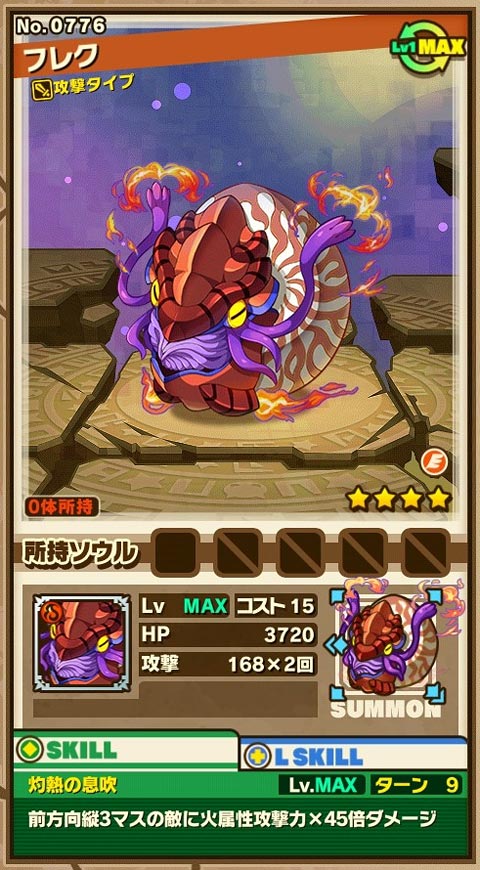 No.0776
フレク
Lv1 MAX
攻撃タイプ
E
0体所持
所持ソウル
Lv MAX コスト 15
HP 3720
攻撃 168×2回
SUMMON
SKILL
L SKILL
灼熱の息吹 Lv.MAX ターン 9
前方向縦3マスの敵に火属性攻撃力×45倍ダメージ